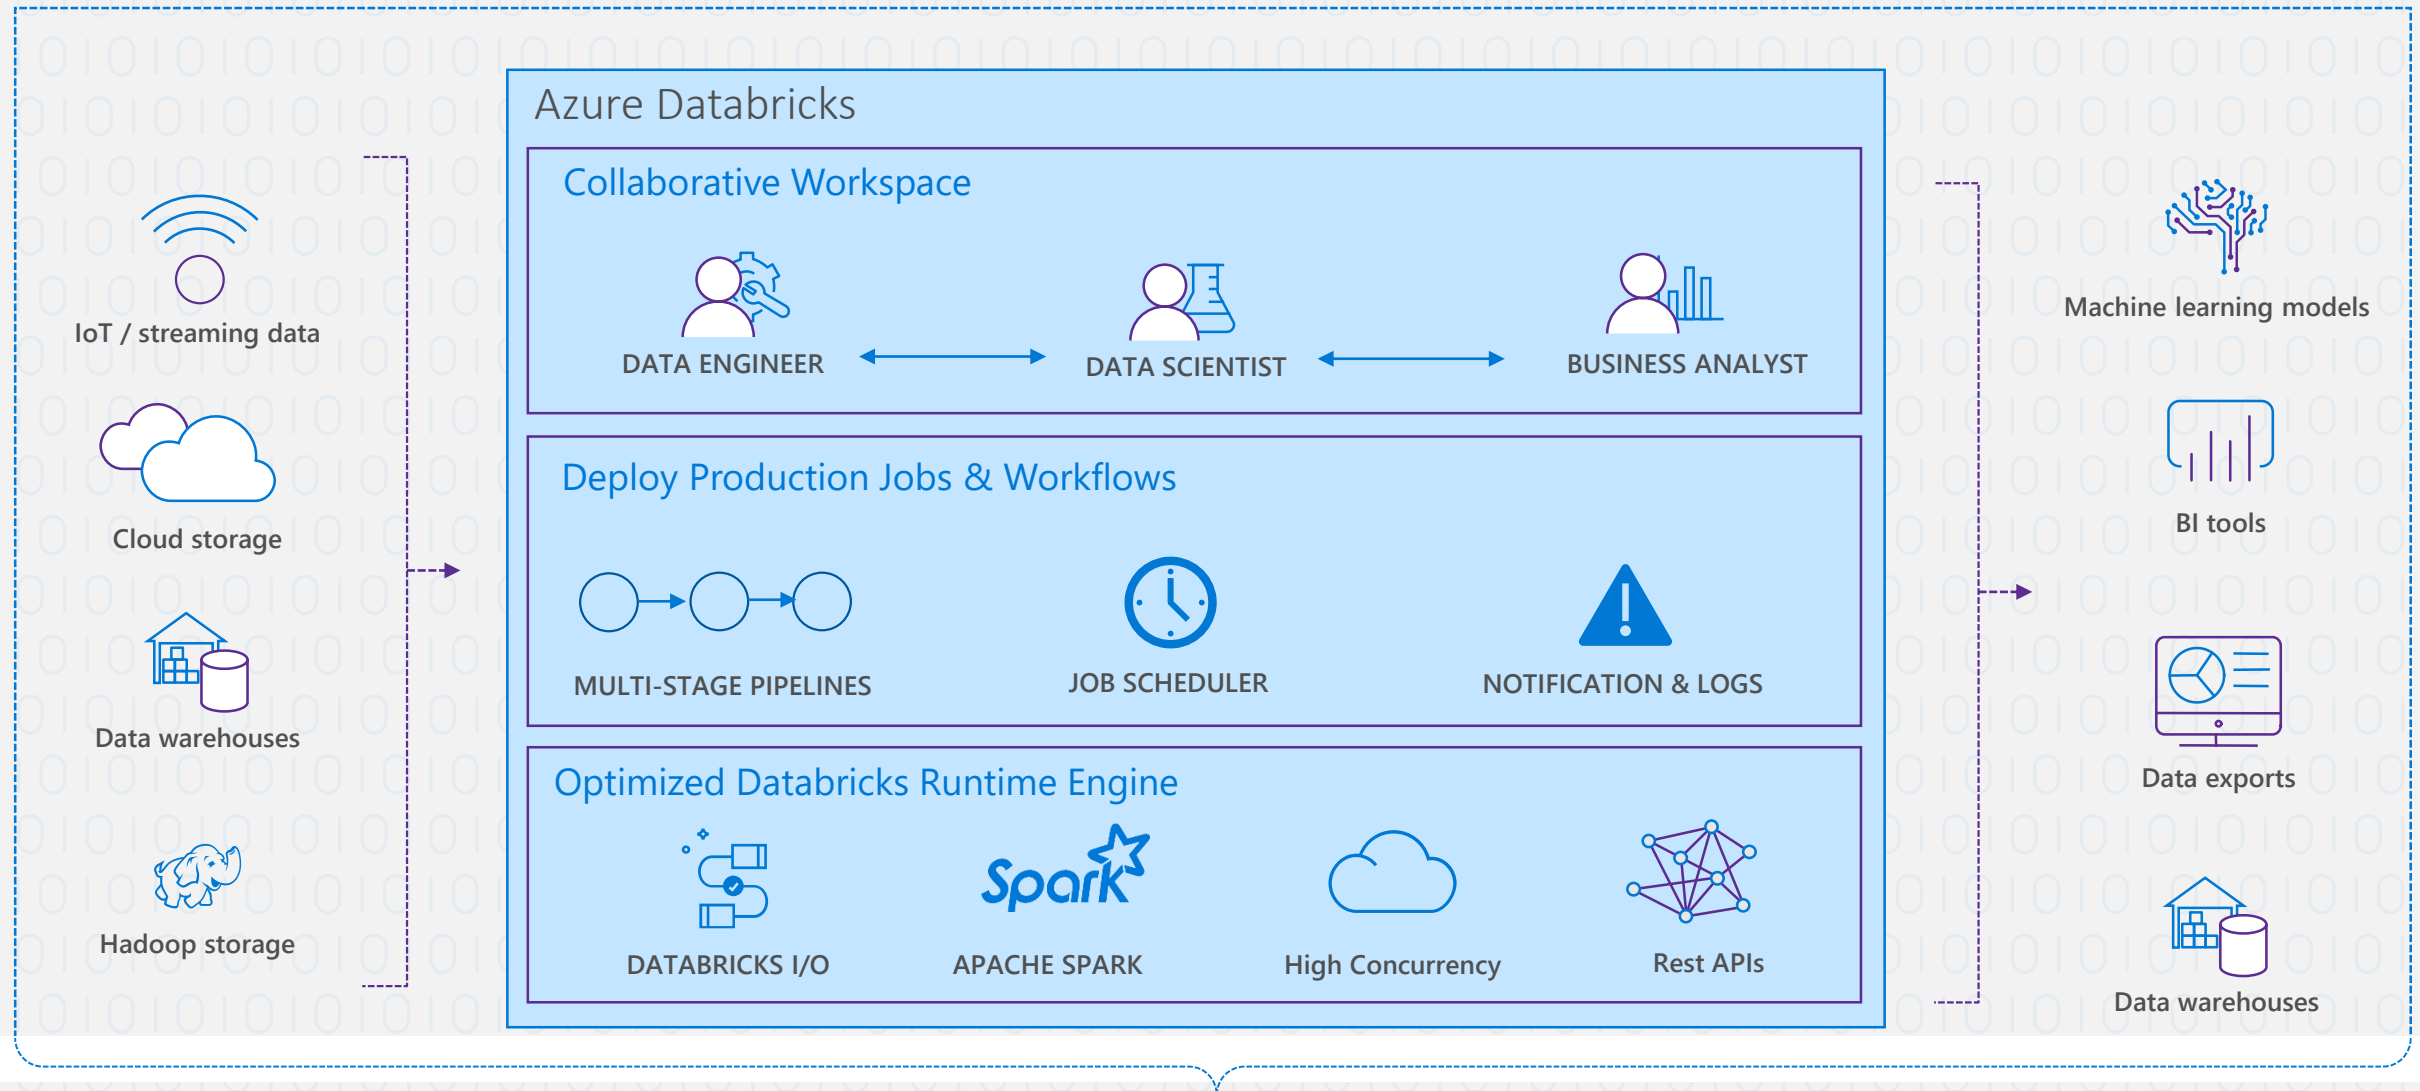 Azure Databricks
Collaborative Workspace
DATA ENGINEER
DATA SCIENTIST
BUSINESS ANALYST
Deploy Production Jobs & Workflows
MULTI-STAGE PIPELINES
JOB SCHEDULER
NOTIFICATION & LOGS
Optimized Databricks Runtime Engine
Spark
DATABRICKS I/O
APACHE SPARK
High Concurrency
Rest APIs
IoT / streaming data
Cloud storage
Data warehouses
Hadoop storage
Machine learning models
BI tools
Data exports
Data warehouses